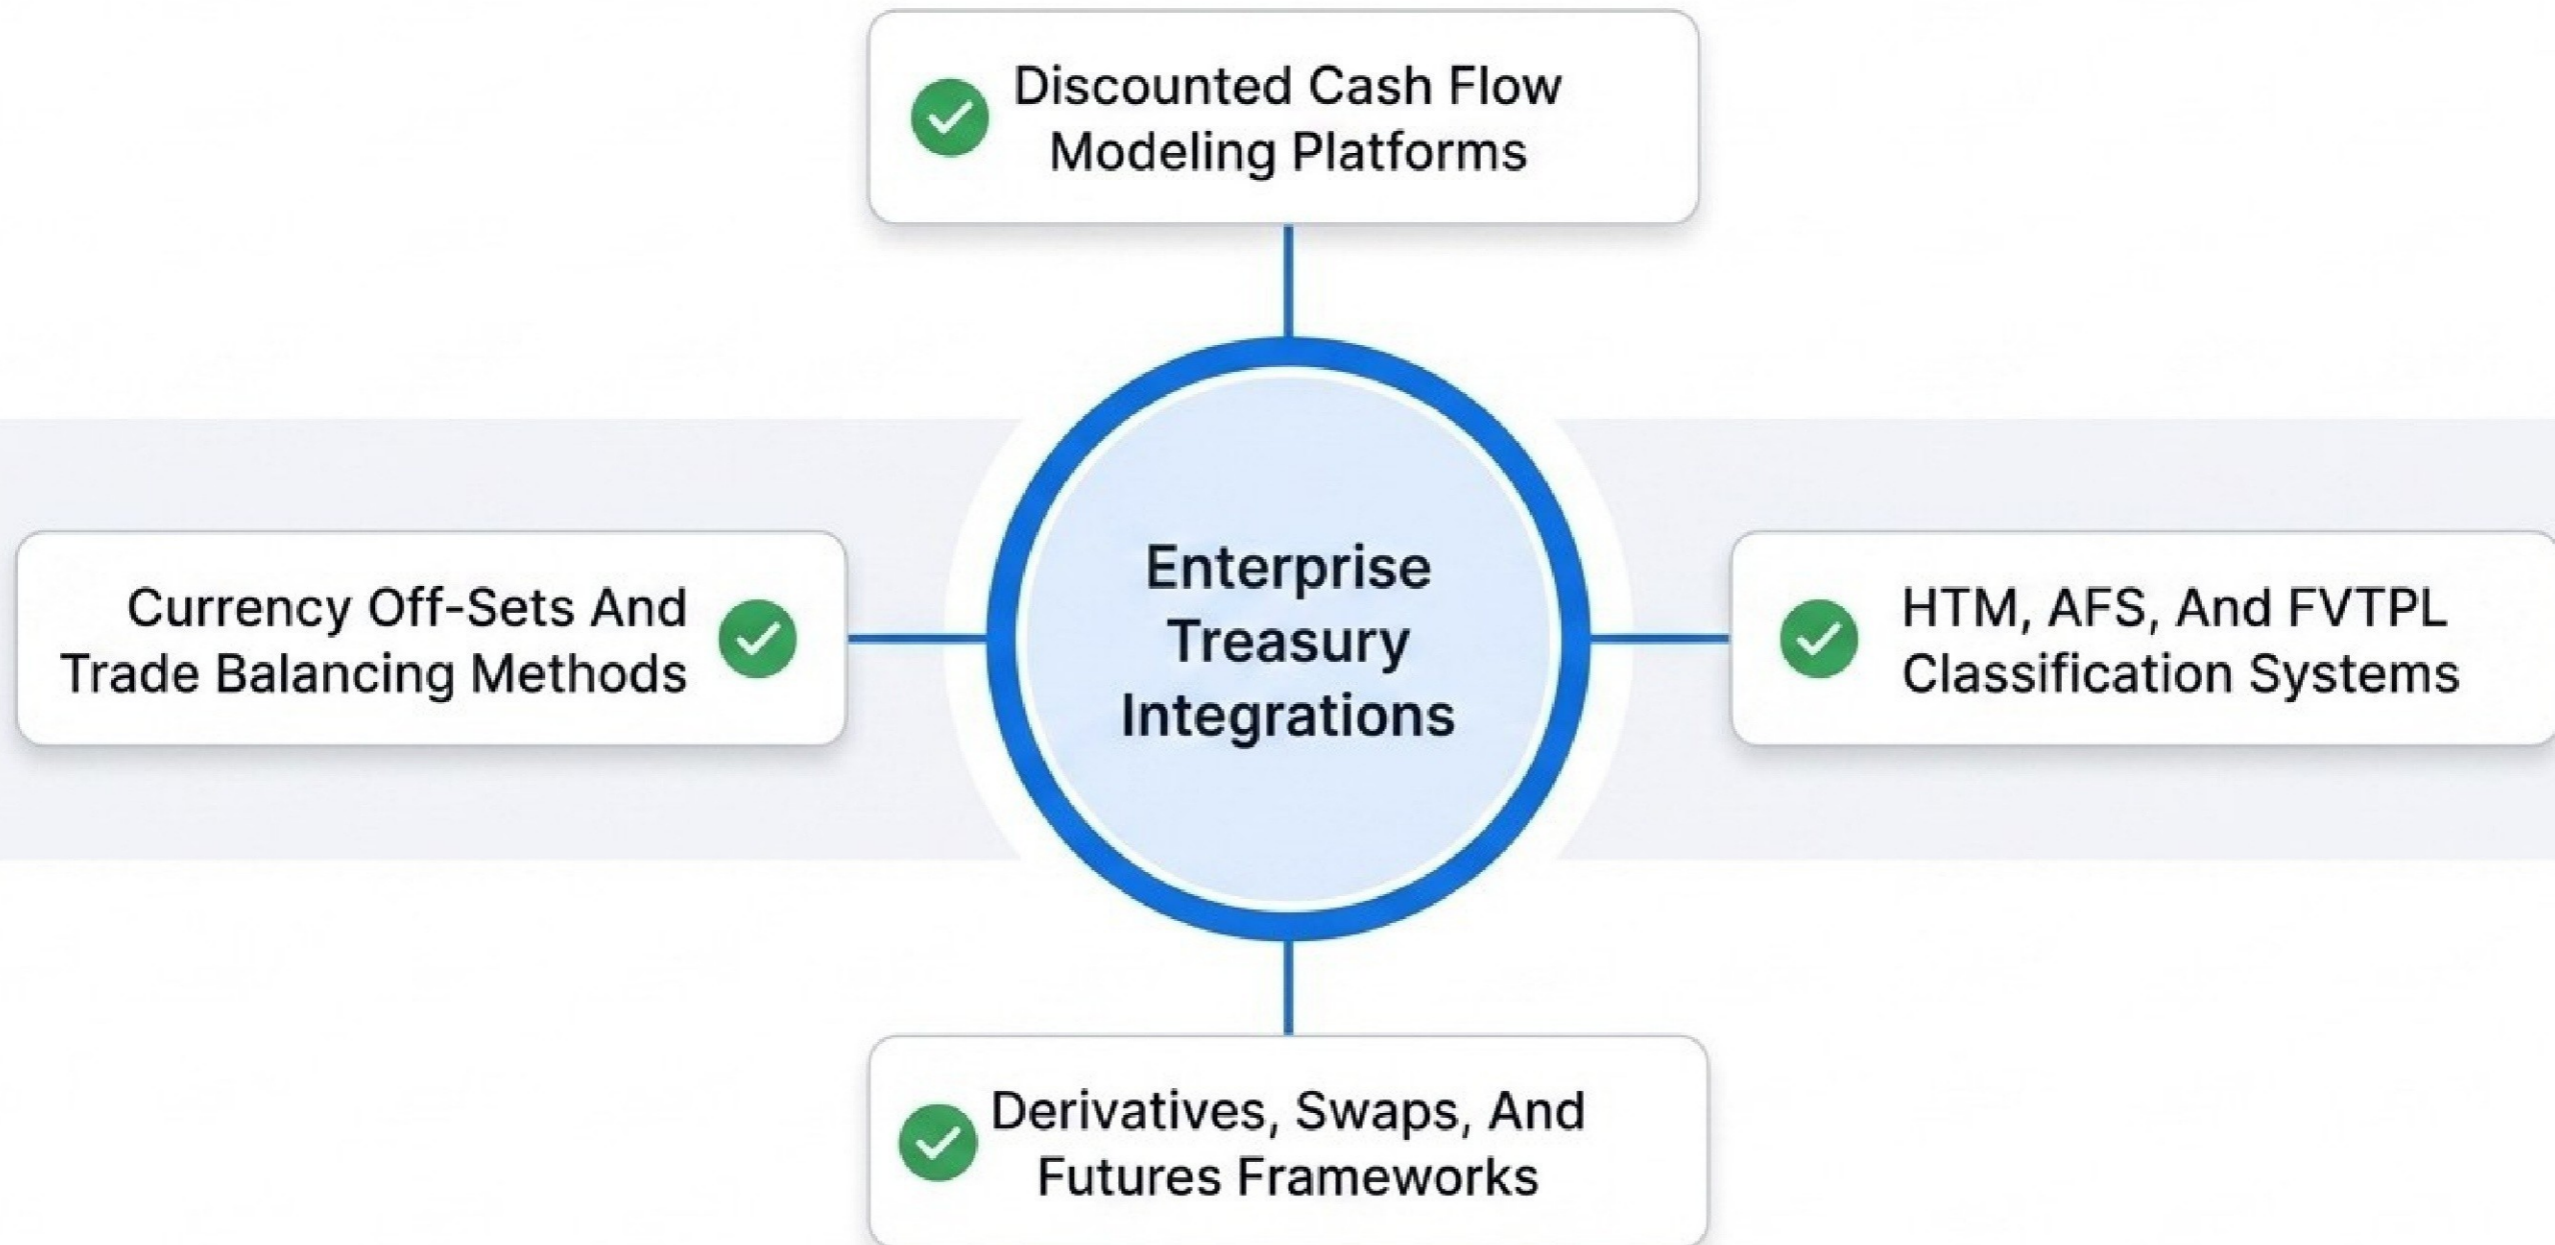 Discounted Cash Flow
Modeling Platforms
Currency Off-Sets And
Trade Balancing Methods
Enterprise
Treasury
Integrations
HTM, AFS, And FVTPL
Classification Systems
Derivatives, Swaps, And
Futures Frameworks